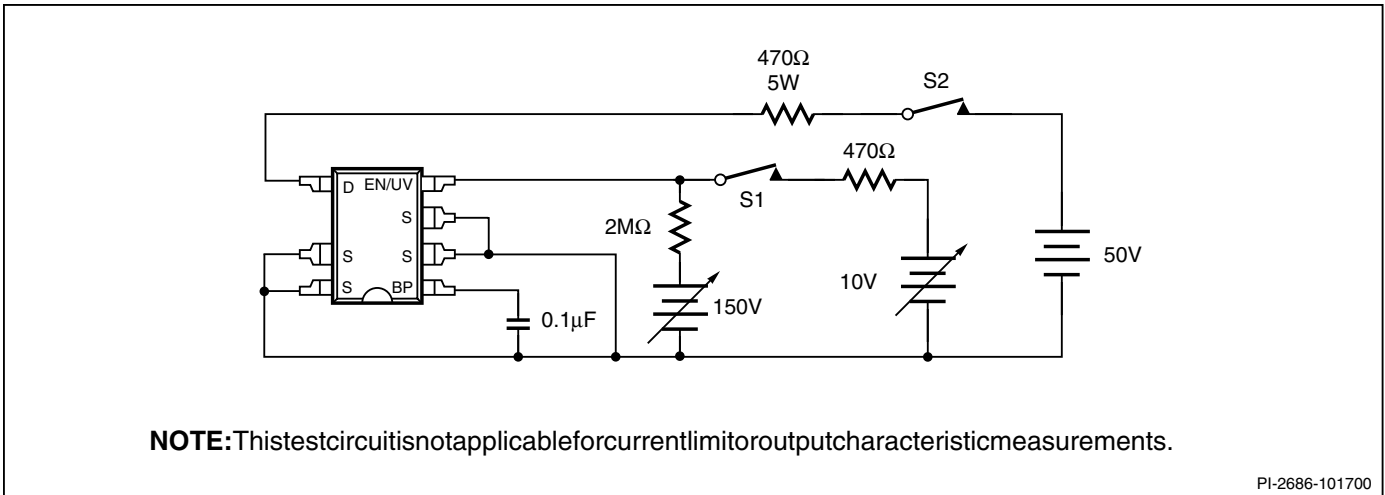 470Ω
5W
S2
470Ω
D EN/UV
S
S1
2MΩ
S S
50V
10V
S BP
150V
0.1μF
NOTE:Thistestcircuitisnotapplicableforcurrentlimitoroutputcharacteristicmeasurements.
PI-2686-101700